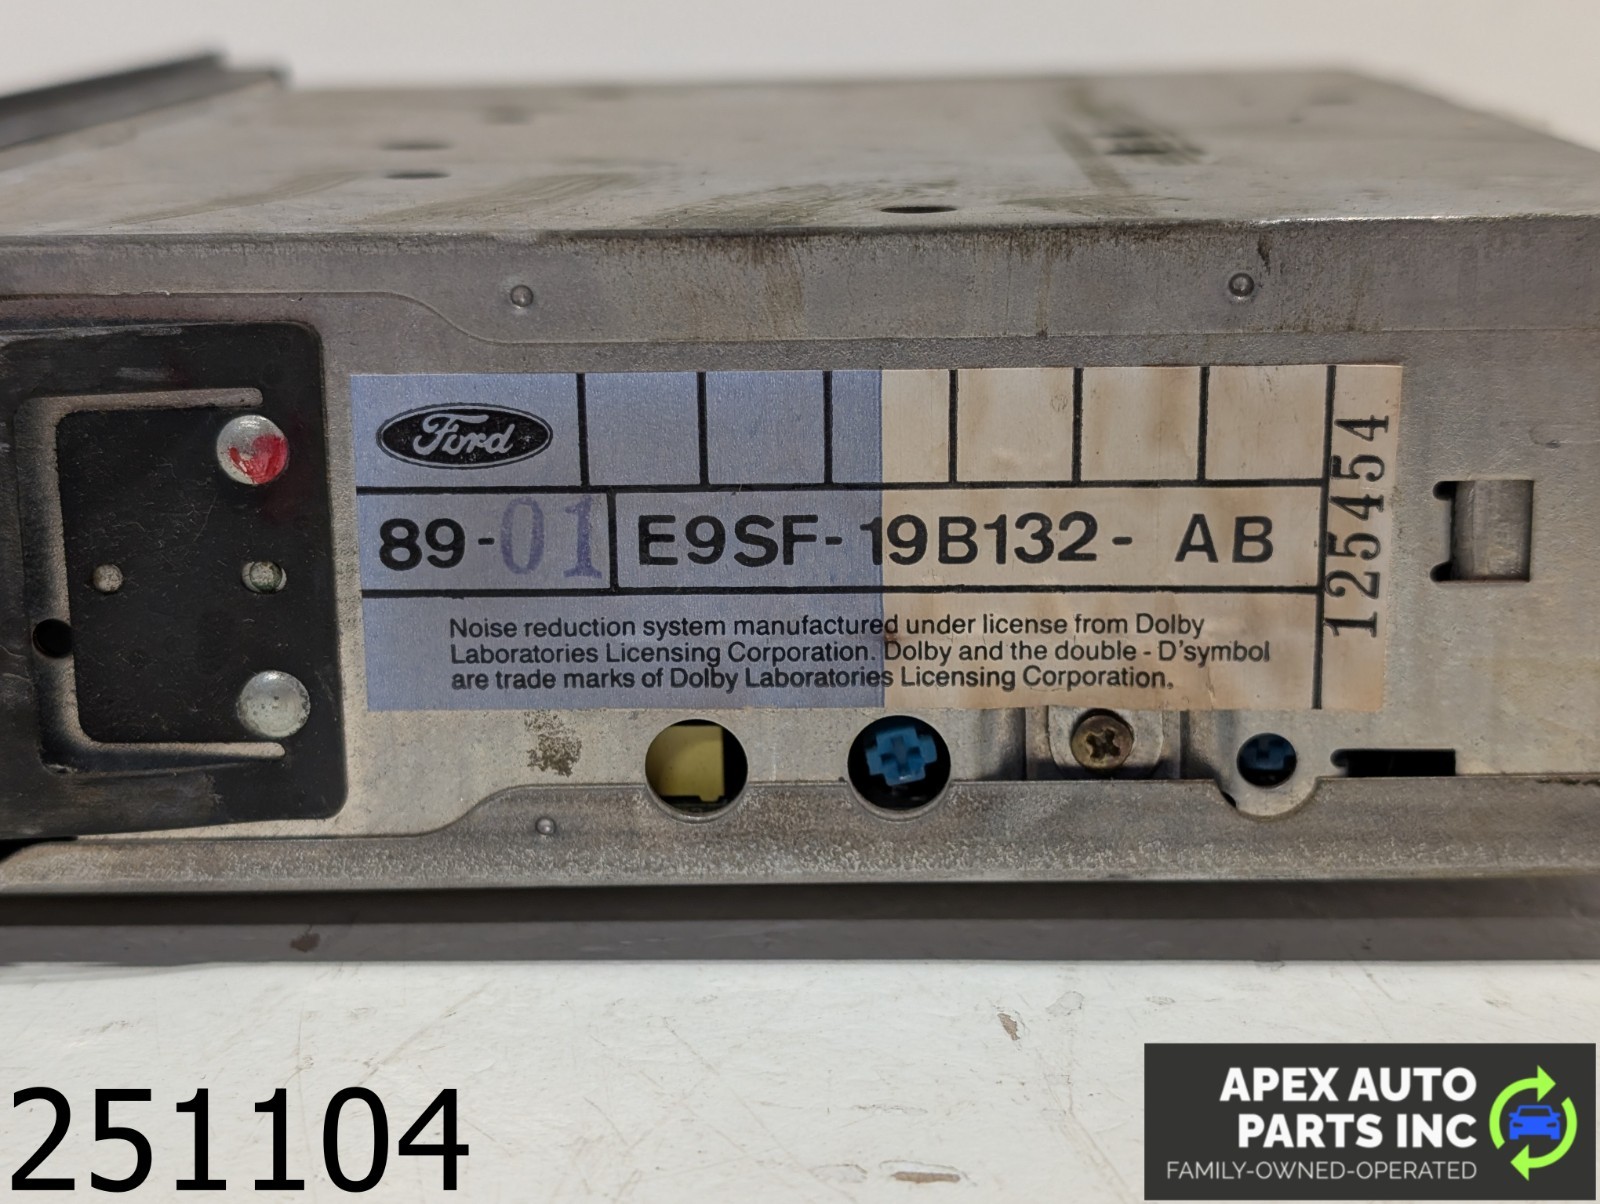 Ford
89-01 E9SF-19B132- AB
125454
Noise reduction system manufactured under license from Dolby
Laboratories Licensing Corporation. Dolby and the double - D'symbol
are trade marks of Dolby Laboratories Licensing Corporation.
251104
APEX AUTO
PARTS INC
FAMILY-OWNED-OPERATED